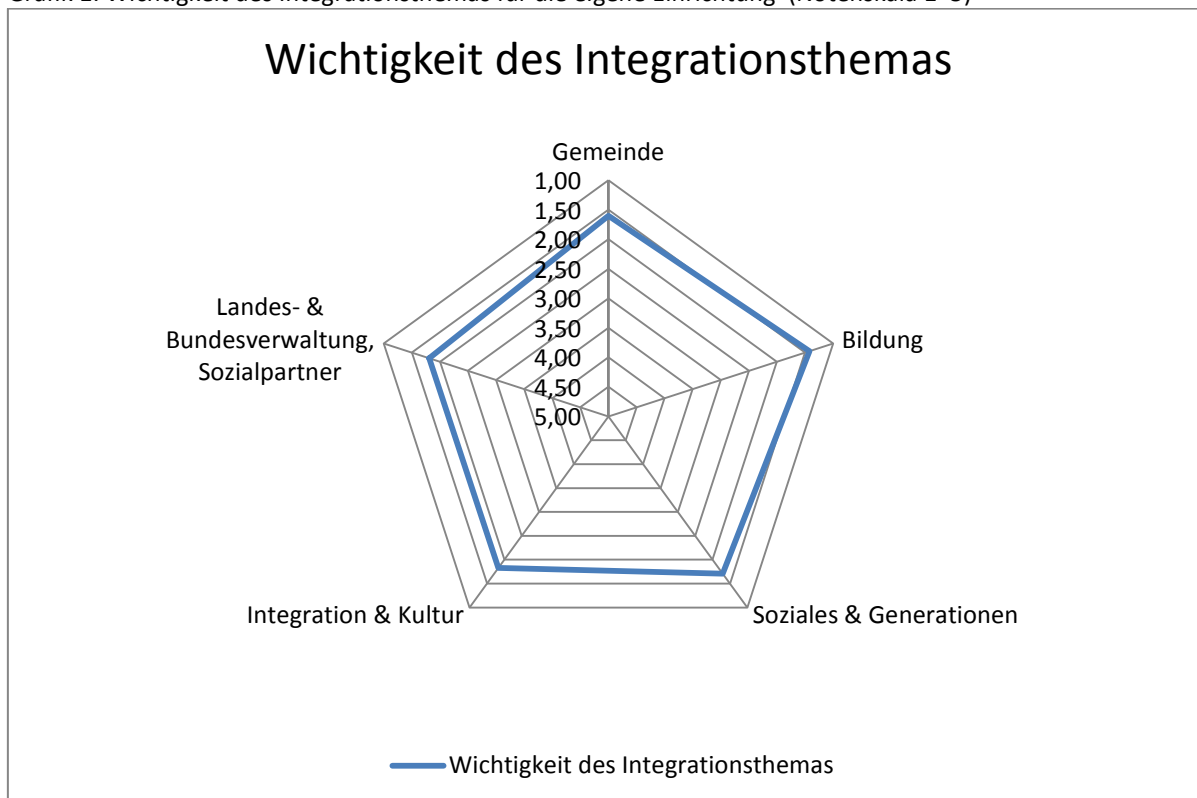 Wichtigkeit des Integrationsthemas
Gemeinde
1,00
1,50
2,00
2,50
3,00
3,50
4,00
4,50
5,00
Landes- &
Bundesverwaltung,
Sozialpartner
Bildung
Integration & Kultur
Soziales & Generationen
Wichtigkeit des Integrationsthemas